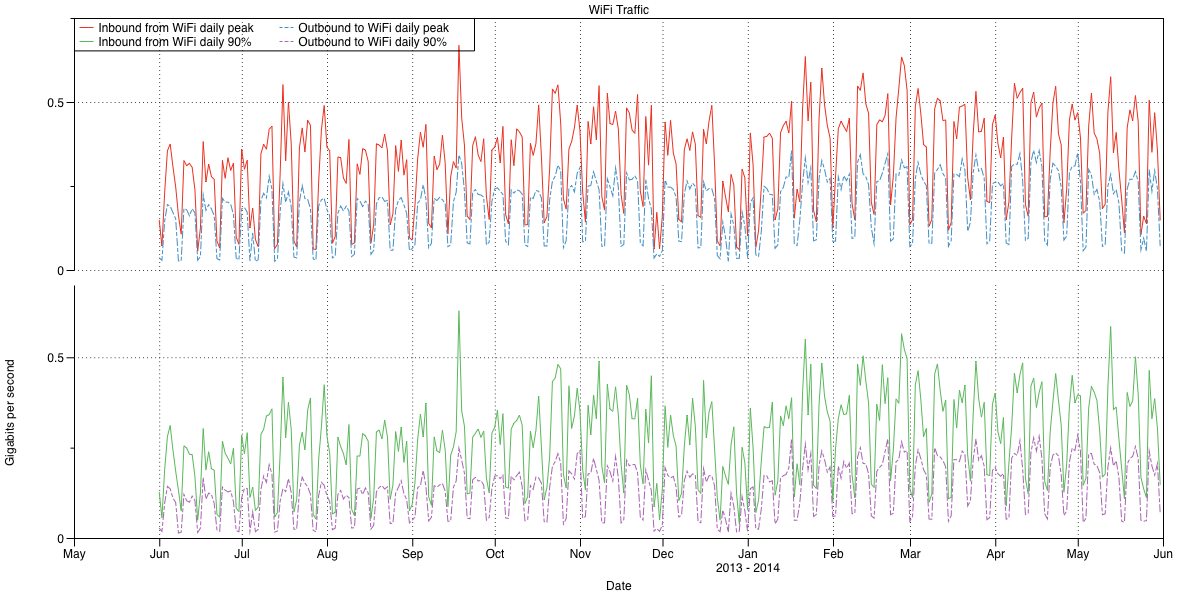 WiFi Traffic
Inbound from WiFi daily peak Outbound to WiFi daily peak
Inbound from WiFi daily 90% Outbound to WiFi daily 90%
0.5
0
0.5
0
Gigabits per second
May Jun Jul Aug Sep Oct Nov Dec Jan Feb Mar Apr May Jun
2013 - 2014
Date